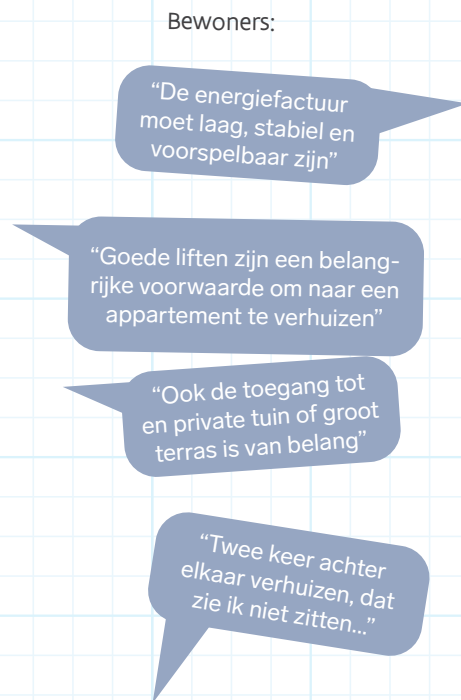 Bewoners:
“De energiefactuur
moet laag, stabiel en
voorspelbaar zijn”
“Goede liften zijn een belang-
rijke voorwaarde om naar een
appartement te verhuizen”
“Ook de toegang tot
en private tuin of groot
terras is van belang”
“Twee keer achter
elkaar verhuizen, dat
zie ik niet zitten...”